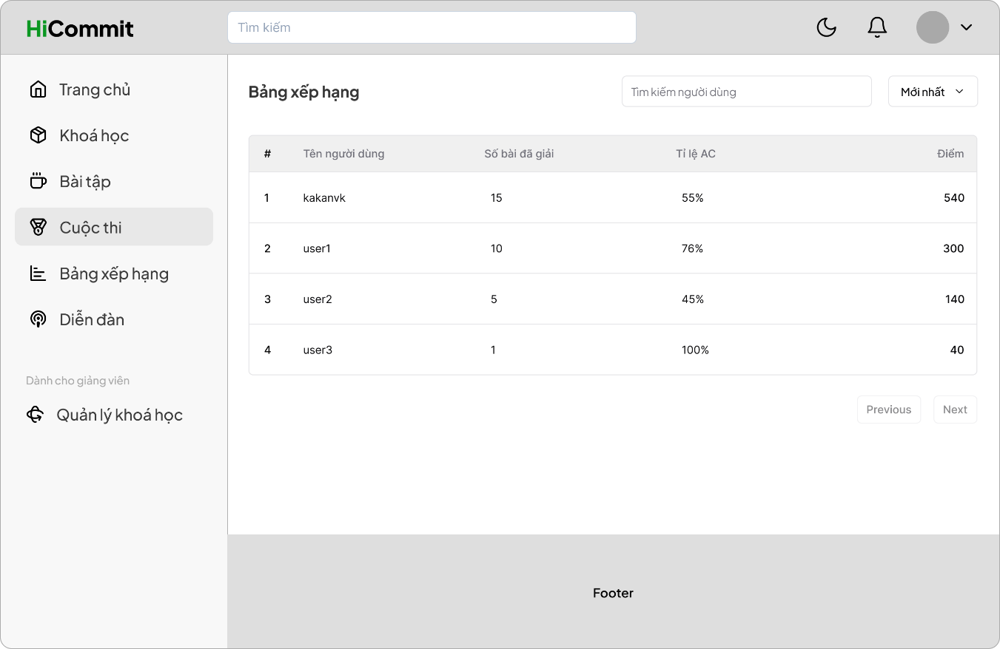 HiCommit
Tìm kiếm
Trang chủ
Khoá học
Bài tập
Cuộc thi
Bảng xếp hạng
Diễn đàn
Dành cho giảng viên
Quản lý khoá học
Bảng xếp hạng
Tìm kiếm người dùng
Mới nhất
# Tên người dùng Số bài đã giải Tỉ lệ AC Điểm
1 kakanvk 15 55% 540
2 user1 10 76% 300
3 user2 5 45% 140
4 user3 1 100% 40
Previous Next
Footer